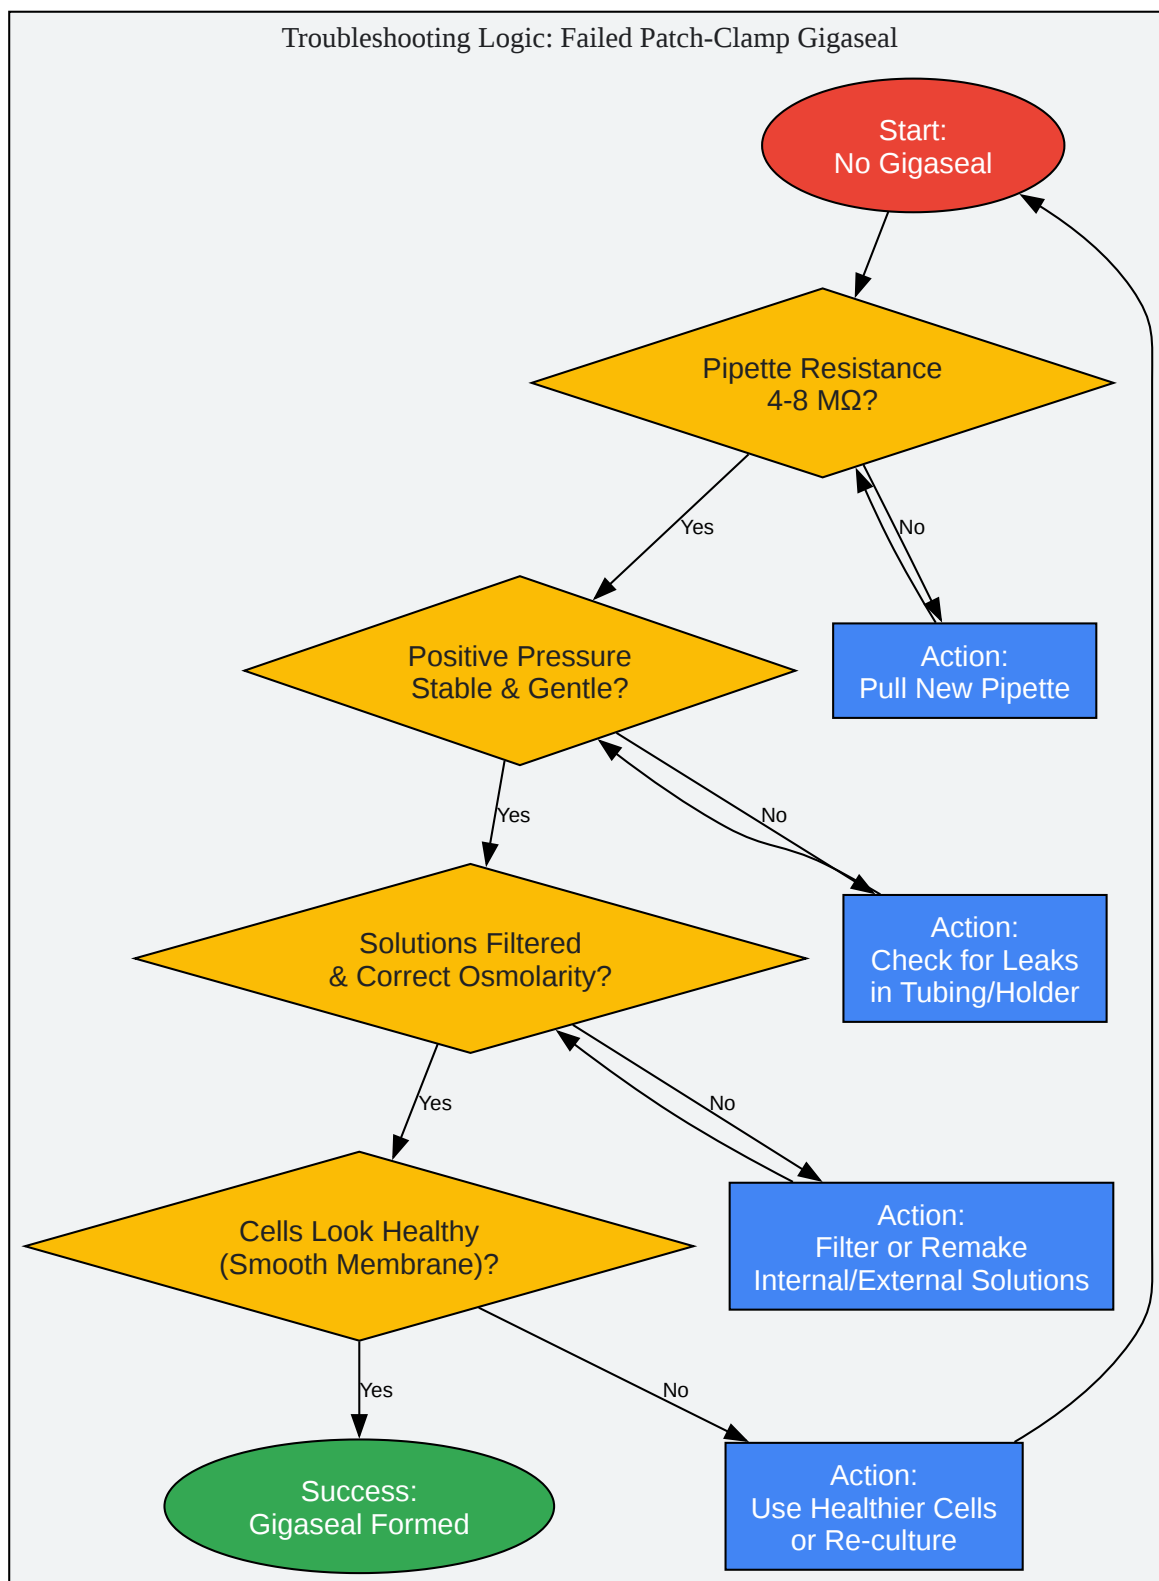 Troubleshooting Logic: Failed Patch-Clamp Gigaseal
Start:
No Gigaseal
Pipette Resistance
4-8 MΩ?
Yes
No
Action:
Pull New Pipette
Positive Pressure
Stable & Gentle?
Yes
No
Action:
Check for Leaks
in Tubing/Holder
Solutions Filtered
& Correct Osmolarity?
Yes
No
Action:
Filter or Remake
Internal/External Solutions
Cells Look Healthy
(Smooth Membrane)?
Yes
No
Success:
Gigaseal Formed
Action:
Use Healthier Cells
or Re-culture